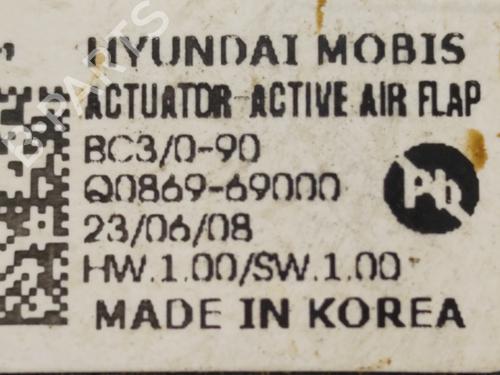 HYUNDAI MOBIS
ACTUATOR-ACTIVE AIR FLAP
BC3/0-90
Q0869-69000
Pb
23/06/08
HW.1.00/SW.1.00
MADE IN KOREA
B-PARTS